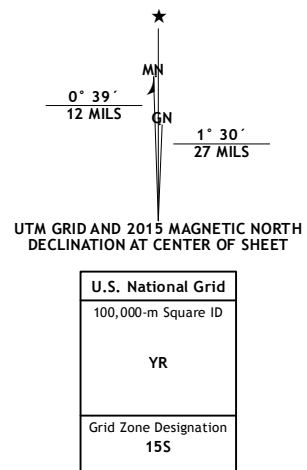 ★
MN
0° 39´
12 MILS
GN
1° 30´
27 MILS
UTM GRID AND 2015 MAGNETIC NORTH
DECLINATION AT CENTER OF SHEET
U.S. National Grid
100,000-m Square ID
YR
Grid Zone Designation
15S